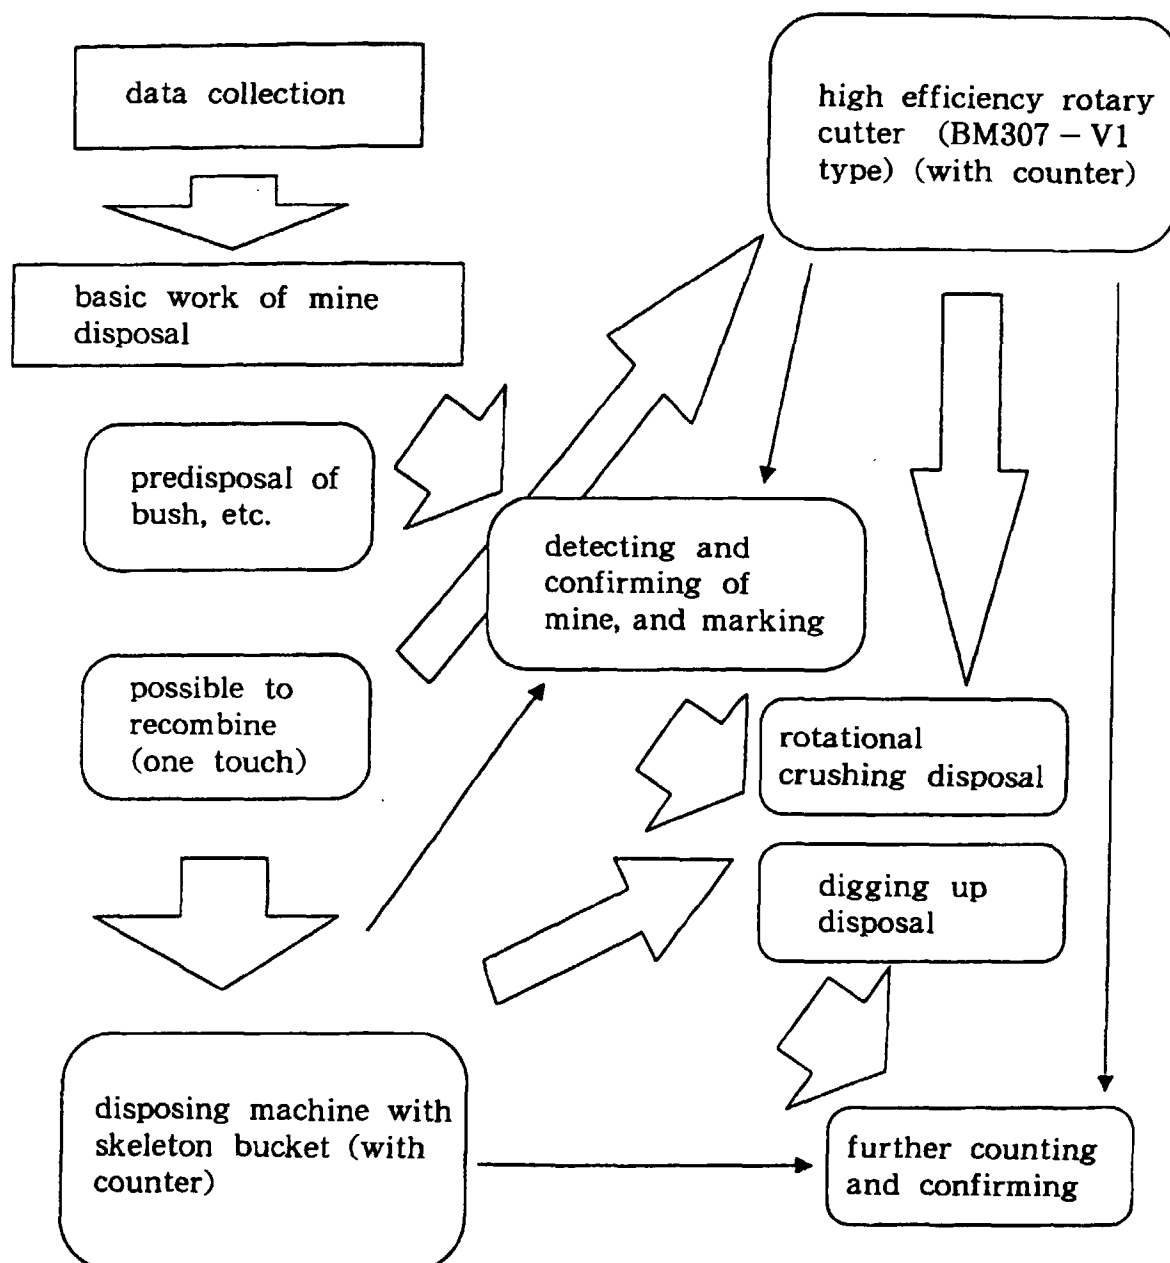 data collection
high efficiency rotary
cutter (BM307 – V1
type) (with counter)
basic work of mine
disposal
predisposal of
bush, etc.
detecting and
confirming of
mine, and marking
possible to
recombine
(one touch)
rotational
crushing disposal
digging up
disposal
disposing machine with
skeleton bucket (with
counter)
further counting
and confirming